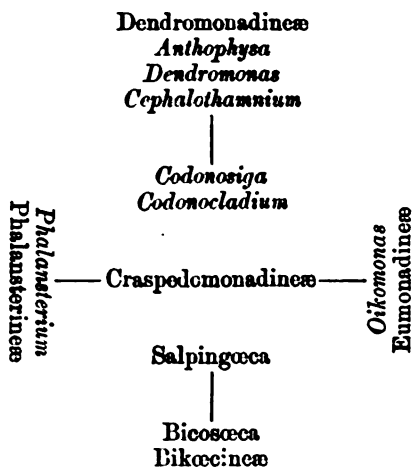 Dendromonadineæ
Anthophysa
Dendromonas
Cephalothamnium
Codonosiga
Codonocladium
Phalansterium
Phalansterineæ
Craspedomonadineæ
Oikomonas
Eumonadineæ
Salpingœca
Bicosœca
Bikœcineæ